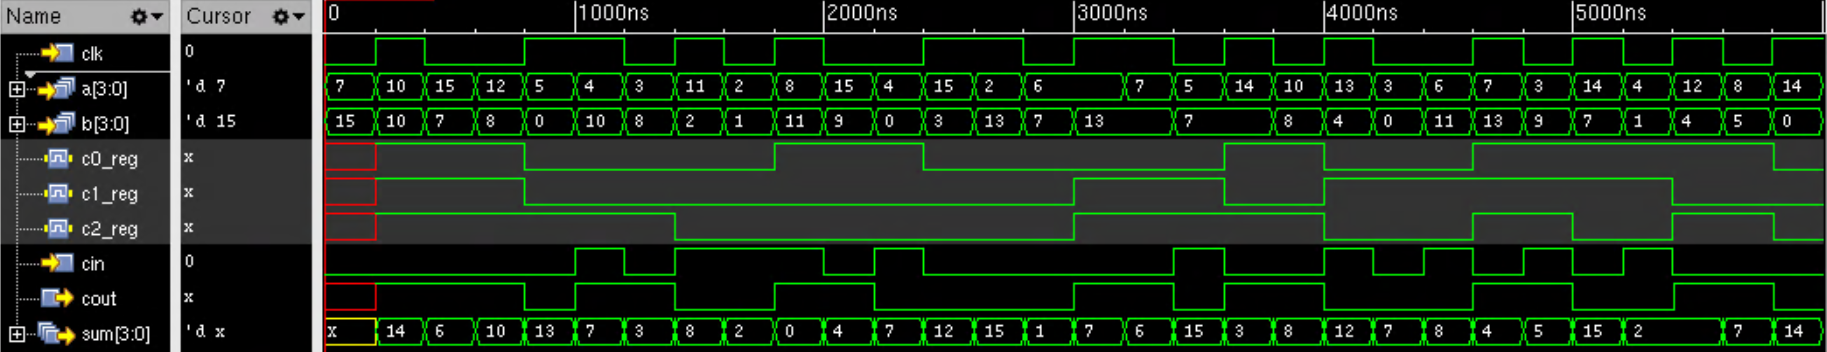 Name Cursor 0 1000ns 2000ns 3000ns 4000ns 5000ns
clk 0
a[3:0] 'd 7 7 10 15 12 5 4 3 11 2 8 15 4 15 2 6 7 5 14 10 13 3 6 7 3 14 4 12 8 14
b[3:0] 'd 15 15 10 7 8 0 10 8 2 1 11 9 0 3 13 7 13 7 8 4 0 11 13 9 7 1 4 5 0
c0_reg x
c1_reg x
c2_reg x
cin 0
cout x
sum[3:0] 'd x x 14 6 10 13 7 3 8 2 0 4 7 12 15 1 7 6 15 3 8 12 7 8 4 5 15 2 7 14